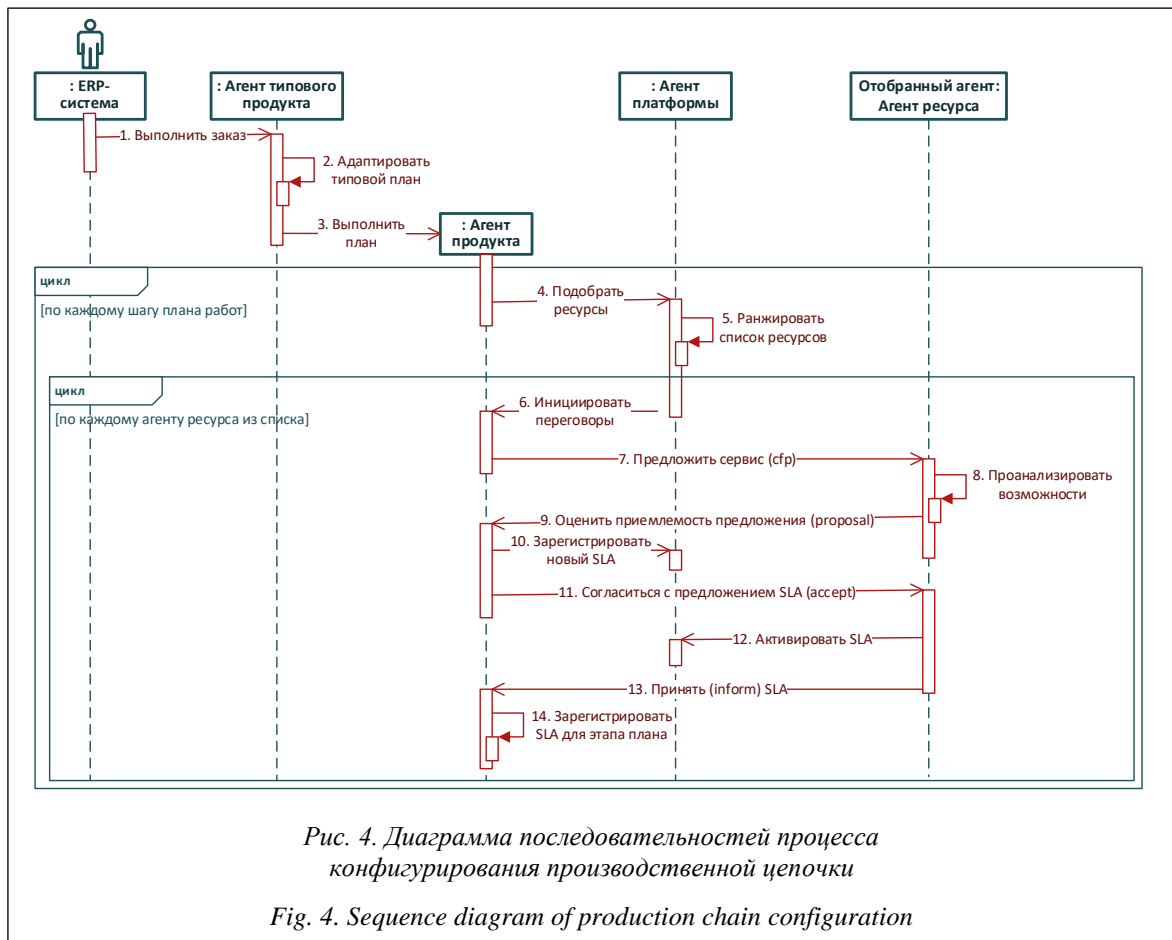 : ERP-
система
: Агент типового
продукта
: Агент
платформы
Отобранный агент:
Агент ресурса
1. Выполнить заказ
2. Адаптировать
типовой план
3. Выполнить
план
: Агент
продукта
цикл
[по каждому шагу плана работ]
4. Подобрать
ресурсы
5. Ранжировать
список ресурсов
цикл
[по каждому агенту ресурса из списка]
6. Инициировать
переговоры
7. Предложить сервис (cfp)
8. Проанализировать
возможности
9. Оценить приемлемость предложения (proposal)
10. Зарегистрировать
новый SLA
11. Согласиться с предложением SLA (accept)
12. Активировать SLA
13. Принять (inform) SLA
14. Зарегистрировать
SLA для этапа плана
Рис. 4. Диаграмма последовательностей процесса
конфигурирования производственной цепочки
Fig. 4. Sequence diagram of production chain configuration